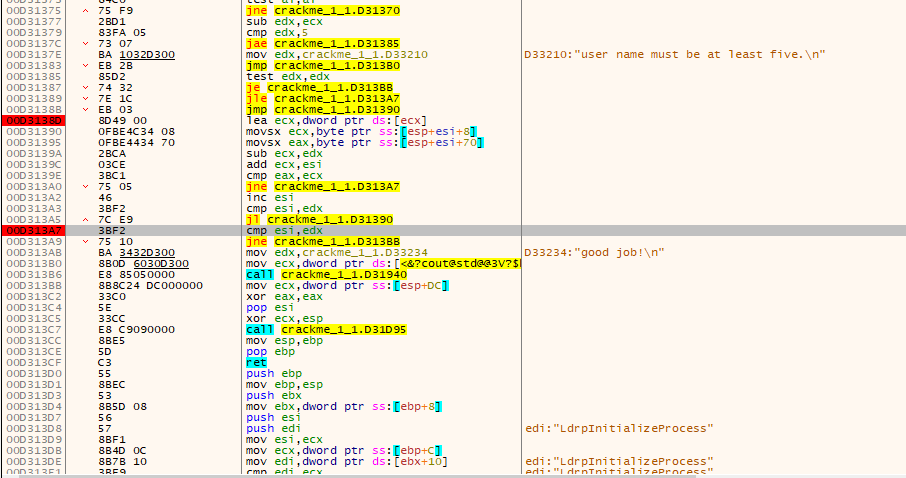 00D31373 84C0 test al,al
00D31375 75 F9 jne crackme_1_1.D31370
00D31377 2BD1 sub edx,ecx
00D31379 83FA 05 cmp edx,5
00D3137C 73 07 jae crackme_1_1.D31385
00D3137E BA 1032D300 mov edx,crackme_1_1.D33210 D33210:"user name must be at least five.\n"
00D31383 EB 2B jmp crackme_1_1.D313B0
00D31385 85D2 test edx,edx
00D31387 74 32 je crackme_1_1.D313BB
00D31389 7E 1C jle crackme_1_1.D313A7
00D3138B EB 03 jmp crackme_1_1.D31390
00D3138D 8D49 00 lea ecx,dword ptr ds:[ecx]
00D31390 0FBE4C34 08 movsx ecx,byte ptr ss:[esp+esi+8]
00D31395 0FBE4434 70 movsx eax,byte ptr ss:[esp+esi+70]
00D3139A 2BCA sub ecx,edx
00D3139C 03CE add ecx,esi
00D3139E 3BC1 cmp eax,ecx
00D313A0 75 05 jne crackme_1_1.D313A7
00D313A2 46 inc esi
00D313A3 3BF2 cmp esi,edx
00D313A5 7C E9 jl crackme_1_1.D31390
00D313A7 3BF2 cmp esi,edx
00D313A9 75 10 jne crackme_1_1.D313BB
00D313AB BA 3432D300 mov edx,crackme_1_1.D33234 D33234:"good job!\n"
00D313B0 8B0D 6030D300 mov ecx,dword ptr ds:[<&?cout@std@@3V?$
00D313B6 E8 85050000 call crackme_1_1.D31940
00D313BB 8B8C24 DC000000 mov ecx,dword ptr ss:[esp+DC]
00D313C2 33C0 xor eax,eax
00D313C4 5E pop esi
00D313C5 33CC xor ecx,esp
00D313C7 E8 C9090000 call crackme_1_1.D31D95
00D313CC 8BE5 mov esp,ebp
00D313CE 5D pop ebp
00D313CF C3 ret
00D313D0 55 push ebp
00D313D1 8BEC mov ebp,esp
00D313D3 53 push ebx
00D313D4 8B5D 08 mov ebx,dword ptr ss:[ebp+8]
00D313D7 56 push esi
00D313D8 57 push edi edi:"LdrpInitializeProcess"
00D313D9 8BF1 mov esi,ecx
00D313DB 8B4D 0C mov ecx,dword ptr ss:[ebp+C]
00D313DE 8B7B 10 mov edi,dword ptr ds:[ebx+10] edi:"LdrpInitializeProcess"
00D313E1 3BF9 cmp edi,ecx edi:"LdrpInitializeProcess"